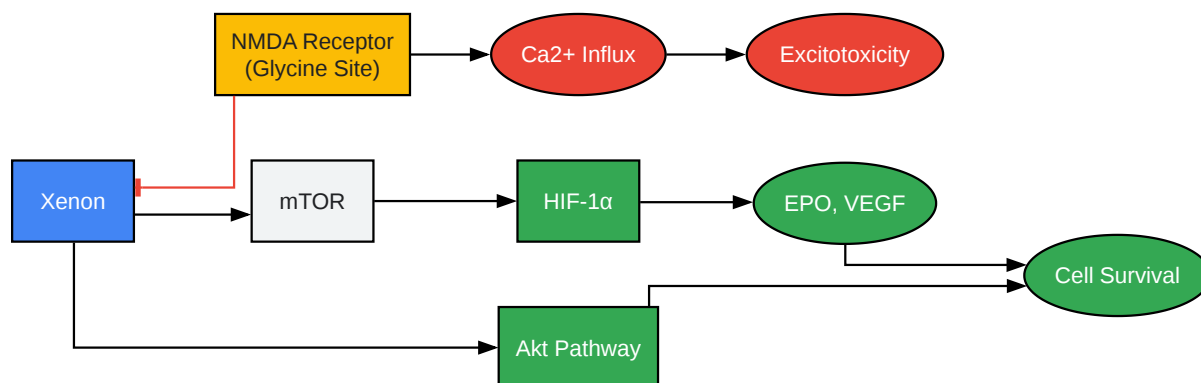 NMDA Receptor
(Glycine Site)
Ca2+ Influx
Excitotoxicity
Xenon
mTOR
HIF-1α
EPO, VEGF
Cell Survival
Akt Pathway